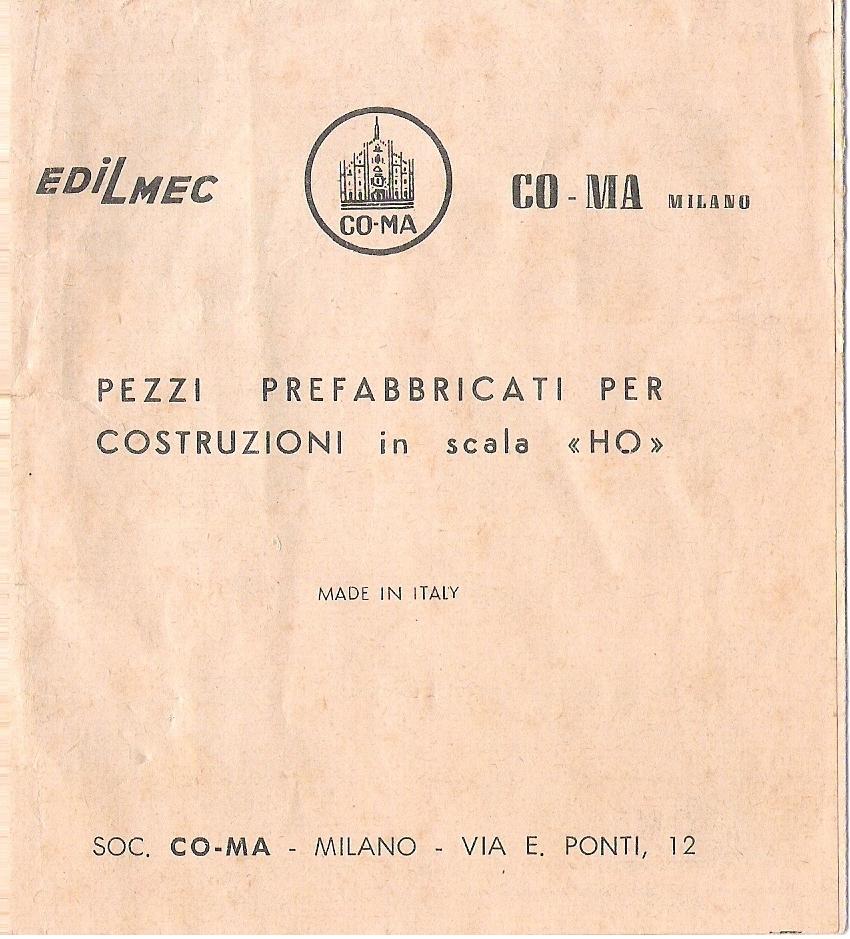 EDiLMEC
CO-MA
CO-MA MILANO
PEZZI PREFABBRICATI PER
COSTRUZIONI in scala «HO»
MADE IN ITALY
SOC. CO-MA - MILANO - VIA E. PONTI, 12